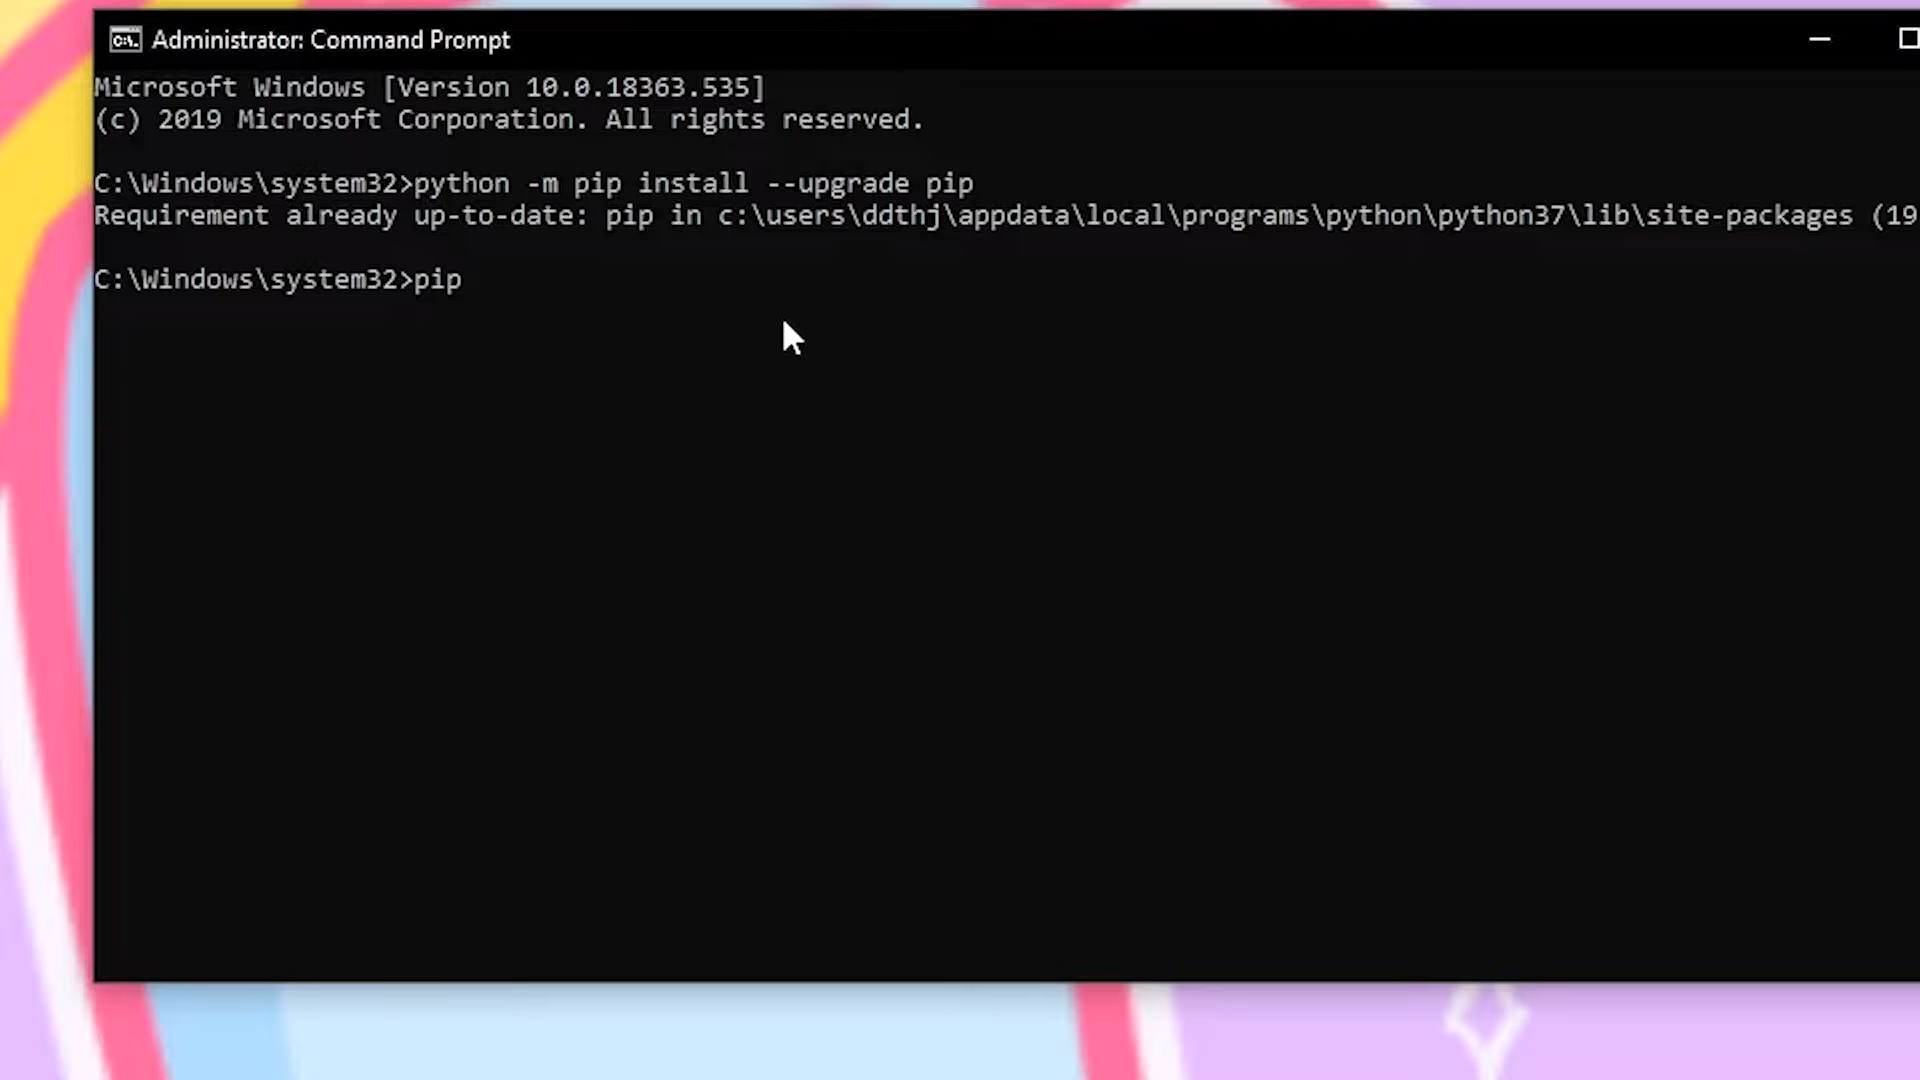 Administrator: Command Prompt
Microsoft Windows [Version 10.0.18363.535]
(c) 2019 Microsoft Corporation. All rights reserved.
C:\Windows\system32>python -m pip install --upgrade pip
Requirement already up-to-date: pip in c:\users\ddthj\appdata\local\programs\python\python37\lib\site-packages (19
C:\Windows\system32>pip